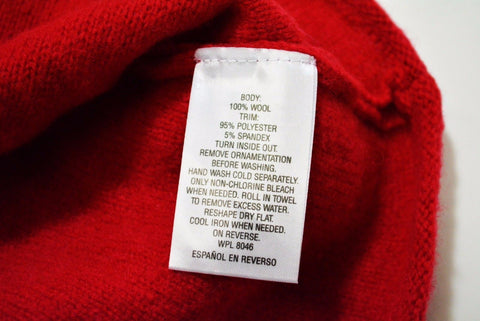 BODY:
100% WOOL
TRIM:
95% POLYESTER
5% SPANDEX
TURN INSIDE OUT.
REMOVE ORNAMENTATION
BEFORE WASHING.
HAND WASH COLD SEPARATELY.
ONLY NON-CHLORINE BLEACH
WHEN NEEDED. ROLL IN TOWEL
TO REMOVE EXCESS WATER.
RESHAPE DRY FLAT.
COOL IRON WHEN NEEDED.
ON REVERSE.
WPL 8046
ESPAÑOL EN REVERSO